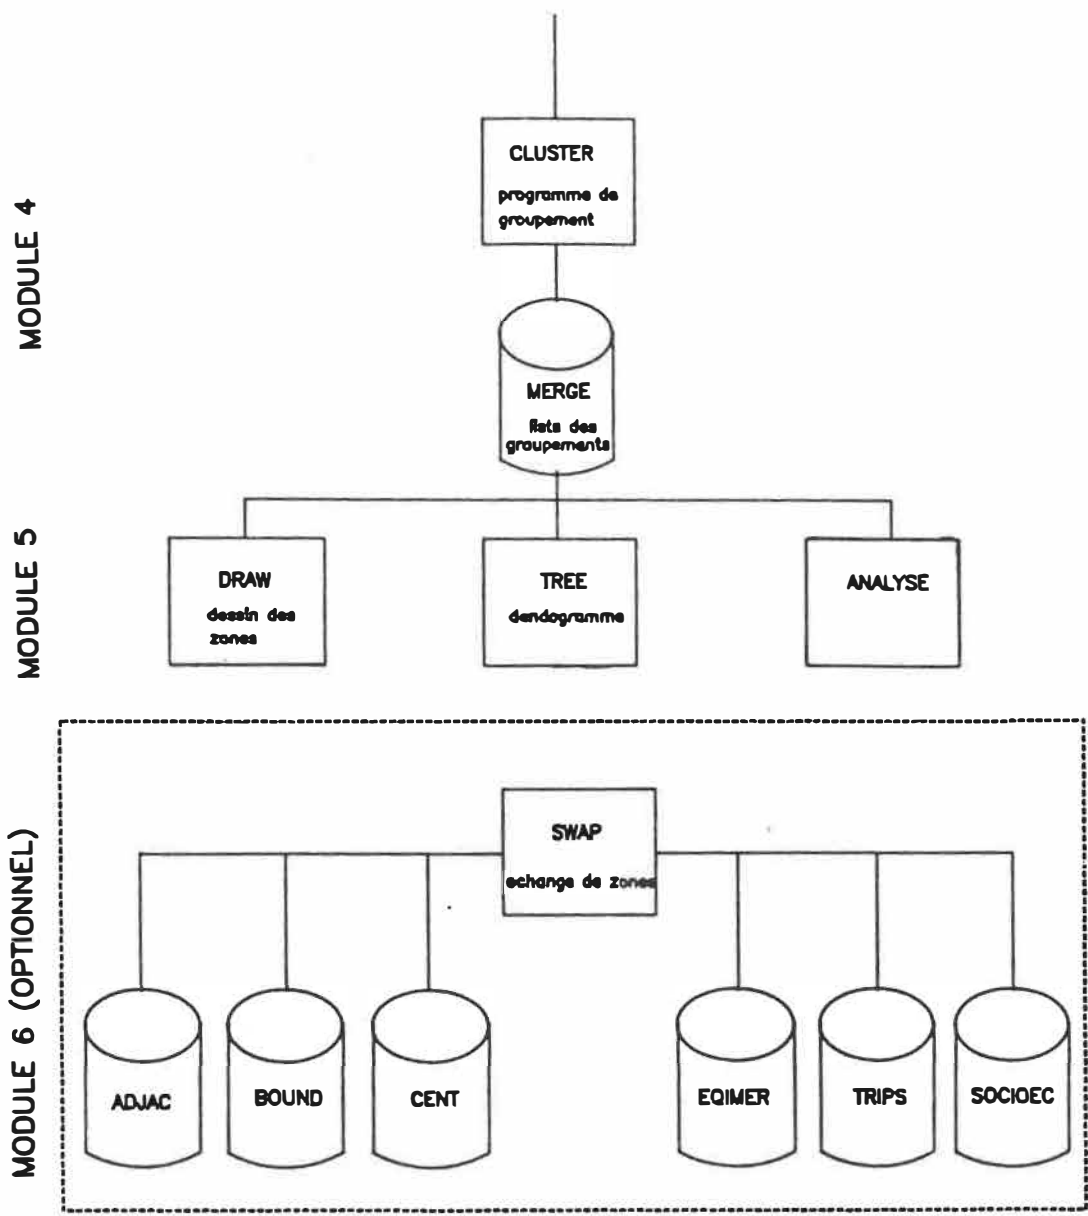 MODULE 4
CLUSTER
programme de
groupement
MERGE
liste des
groupements
MODULE 5
DRAW
dessin des
zones
TREE
dendogramme
ANALYSE
MODULE 6 (OPTIONNEL)
SWAP
echange de zones
ADJAC
BOUND
CENT
EQIMER
TRIPS
SOCIOEC